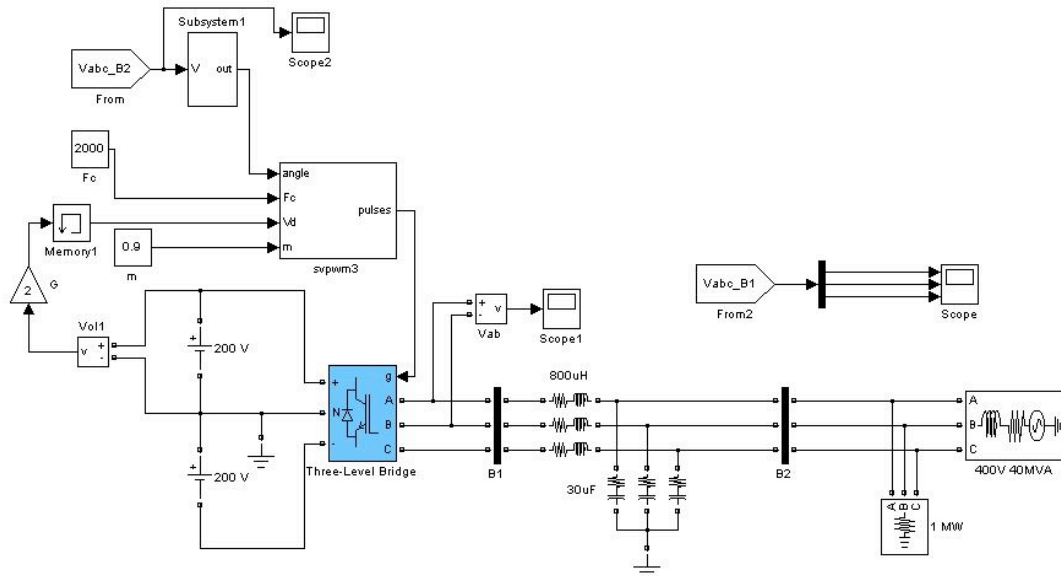 Subsystem1
Vabc_B2
V
out
From
Scope2
2000
Fc
angle
Fc
Vd
m
pulses
svpwm3
Memory1
0.9
m
2
G
Vol1
v
+
-
+
200 V
+
200 V
+
N
-
g
A
B
C
Three-Level Bridge
+
-
v
Vab
Scope1
Vabc_B1
From2
Scope
B1
800uH
30uF
B2
A
B
C
400V 40MVA
A
B
C
1 MW